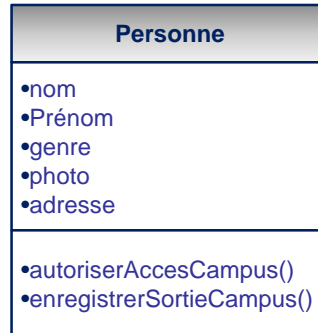 Personne
•nom
•Prénom
•genre
•photo
•adresse
•autoriserAccesCampus()
•enregistrerSortieCampus()